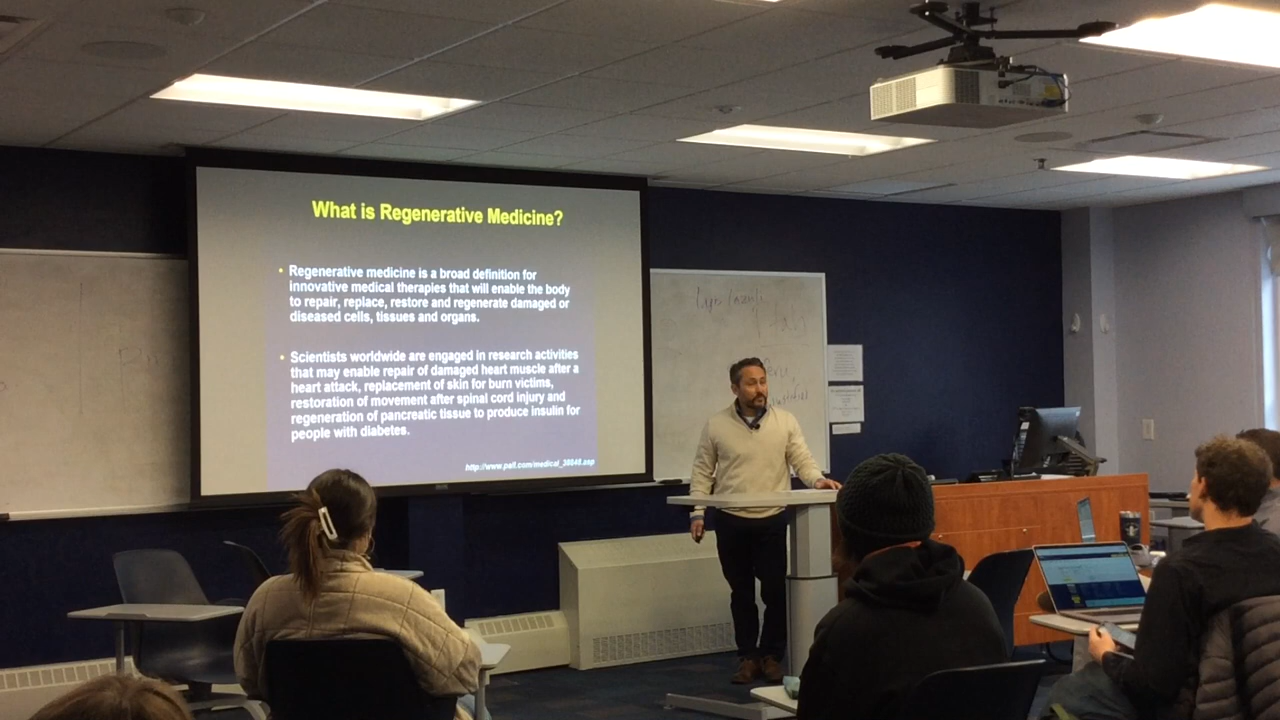 What is Regenerative Medicine?
• Regenerative medicine is a broad definition for
innovative medical therapies that will enable the body
to repair, replace, restore and regenerate damaged or
diseased cells, tissues and organs.
• Scientists worldwide are engaged in research activities
that may enable repair of damaged heart muscle after a
heart attack, replacement of skin for burn victims,
restoration of movement after spinal cord injury and
regeneration of pancreatic tissue to produce insulin for
people with diabetes.